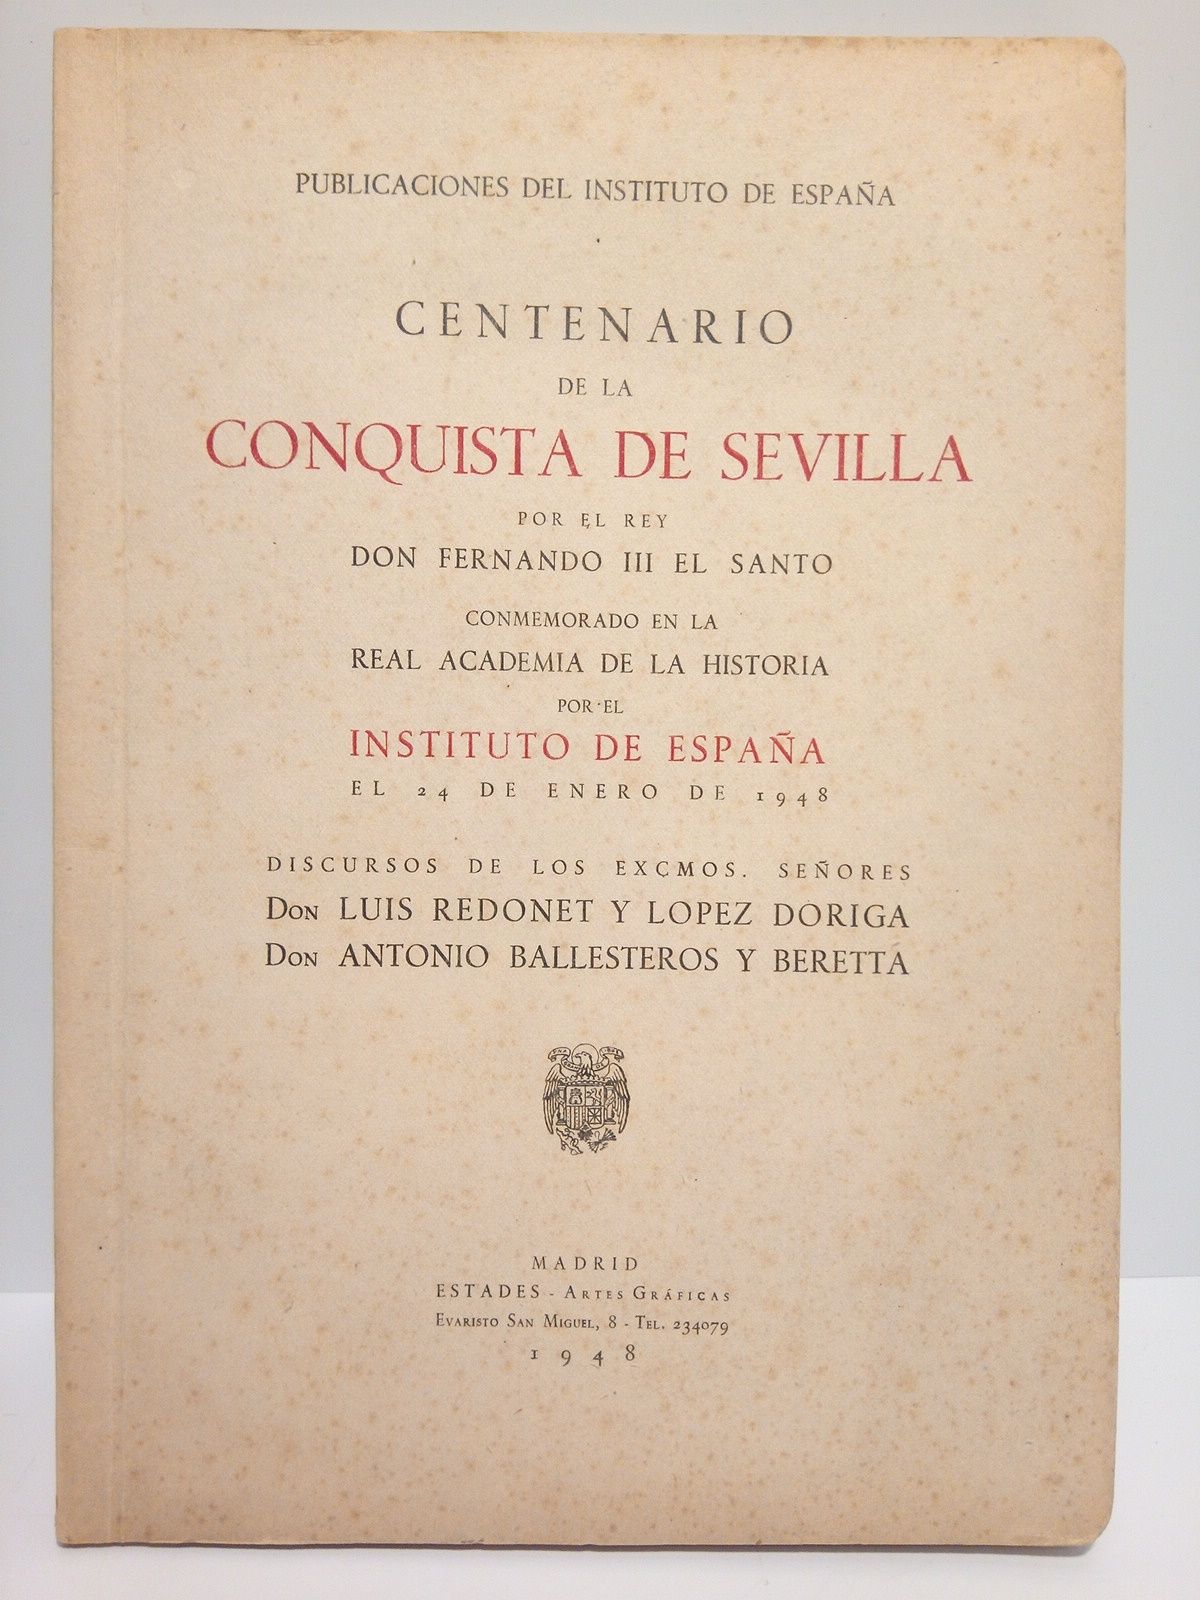 PUBLICACIONES DEL INSTITUTO DE ESPAÑA
CENTENARIO
DE LA
CONQUISTA DE SEVILLA
POR EL REY
DON FERNANDO III EL SANTO
CONMEMORADO EN LA
REAL ACADEMIA DE LA HISTORIA
POR EL
INSTITUTO DE ESPAÑA
EL 24 DE ENERO DE 1948
DISCURSOS DE LOS EXCMOS. SEÑORES
DON LUIS REDONET Y LOPEZ DORIGA
DON ANTONIO BALLESTEROS Y BERETTA
MADRID
ESTADES - ARTES GRÁFICAS
EVARISTO SAN MIGUEL, 8 - TEL. 234079
1948